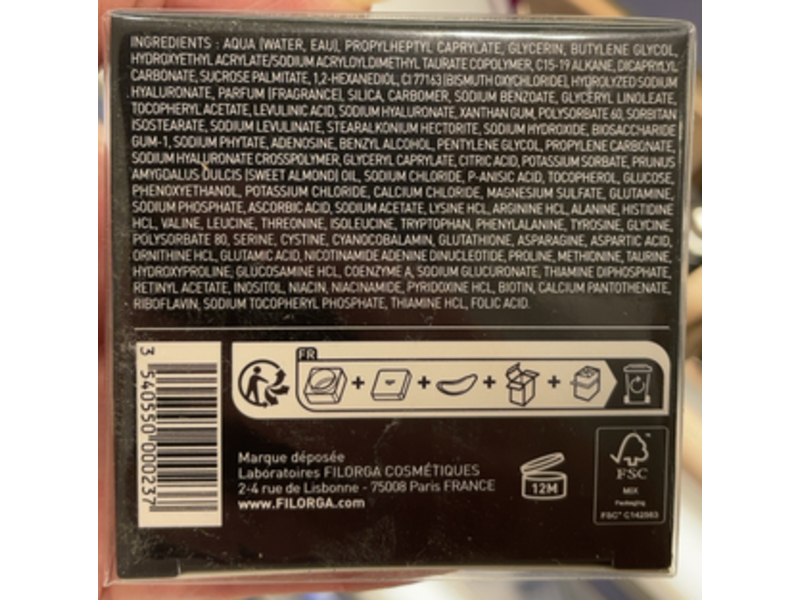 INGREDIENTS : AQUA (WATER, EAU), PROPYLHEPTYL CAPRYLATE, GLYCERIN, BUTYLENE GLYCOL,
HYDROXYETHYL ACRYLATE/SODIUM ACRYLOYLDIMETHYL TAURATE COPOLYMER, C15-19 ALKANE, DICAPRYLYL
CARBONATE, SUCROSE PALMITATE, 1,2-HEXANEDIOL, CI 77163 (BISMUTH OXYCHLORIDE), HYDROLYZED SODIUM
HYALURONATE, PARFUM (FRAGRANCE), SILICA, CARBOMER, SODIUM BENZOATE, GLYCERYL LINOLEATE,
TOCOPHERYL ACETATE, LEVULINIC ACID, SODIUM HYALURONATE, XANTHAN GUM, POLYSORBATE 60, SORBITAN
ISOSTEARATE, SODIUM LEVULINATE, STEARALKONIUM HECTORITE, SODIUM HYDROXIDE, BIOSACCHARIDE
GUM-1, SODIUM PHYTATE, ADENOSINE, BENZYL ALCOHOL, PENTYLENE GLYCOL, PROPYLENE CARBONATE,
SODIUM HYALURONATE CROSSPOLYMER, GLYCERYL CAPRYLATE, CITRIC ACID, POTASSIUM SORBATE, PRUNUS
AMYGDALUS DULCIS (SWEET ALMOND) OIL, SODIUM CHLORIDE, P-ANISIC ACID, TOCOPHEROL, GLUCOSE,
PHENOXYETHANOL, POTASSIUM CHLORIDE, CALCIUM CHLORIDE, MAGNESIUM SULFATE, GLUTAMINE,
SODIUM PHOSPHATE, ASCORBIC ACID, SODIUM ACETATE, LYSINE HCL, ARGININE HCL, ALANINE, HISTIDINE
HCL, VALINE, LEUCINE, THREONINE, ISOLEUCINE, TRYPTOPHAN, PHENYLALANINE, TYROSINE, GLYCINE,
POLYSORBATE 80, SERINE, CYSTINE, CYANOCOBALAMIN, GLUTATHIONE, ASPARAGINE, ASPARTIC ACID,
ORNITHINE HCL, GLUTAMIC ACID, NICOTINAMIDE ADENINE DINUCLEOTIDE, PROLINE, METHIONINE, TAURINE,
HYDROXYPROLINE, GLUCOSAMINE HCL, COENZYME A, SODIUM GLUCURONATE, THIAMINE DIPHOSPHATE,
RETINYL ACETATE, INOSITOL, NIACIN, NIACINAMIDE, PYRIDOXINE HCL, BIOTIN, CALCIUM PANTOTHENATE,
RIBOFLAVIN, SODIUM TOCOPHERYL PHOSPHATE, THIAMINE HCL, FOLIC ACID.
3 540550 000237
FR
Marque déposée
Laboratoires FILORGA COSMÉTIQUES
2-4 rue de Lisbonne - 75008 Paris FRANCE
www.FILORGA.com
12M
FSC
MIX
Packaging
FSC® C142563